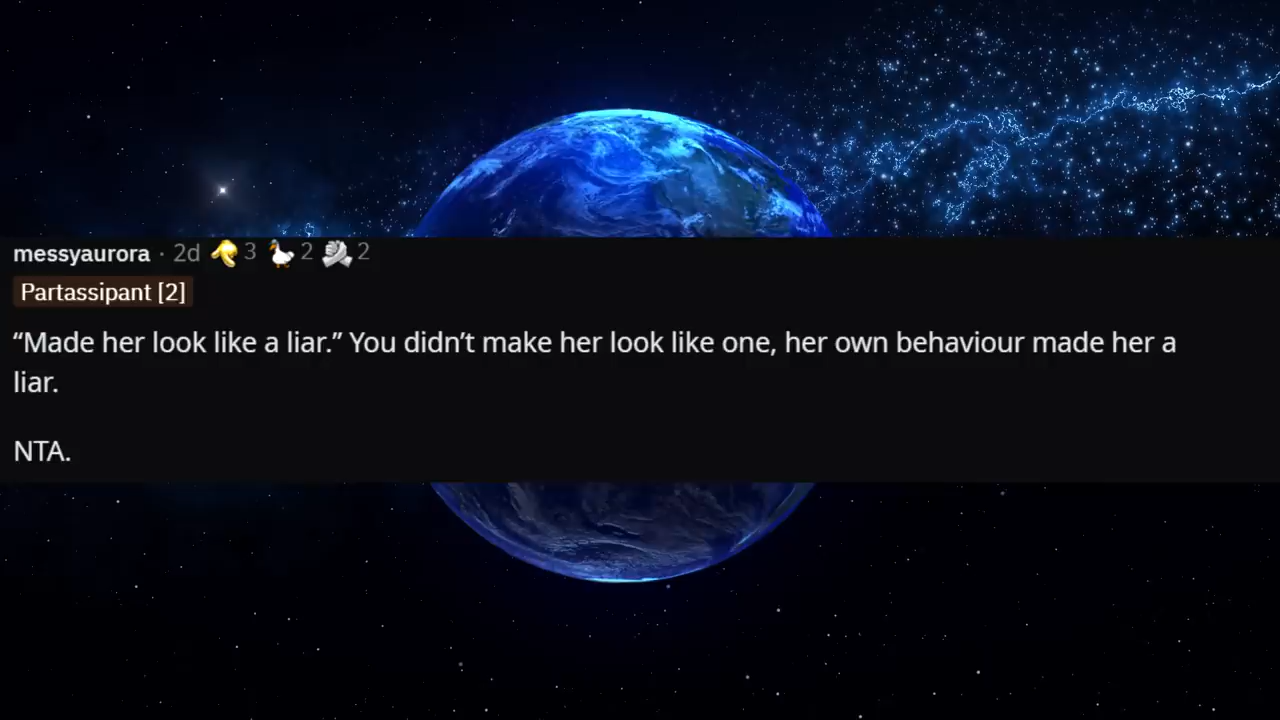 messyaurora · 2d 3 2 2
Partassipant [2]
“Made her look like a liar.” You didn’t make her look like one, her own behaviour made her a
liar.
NTA.